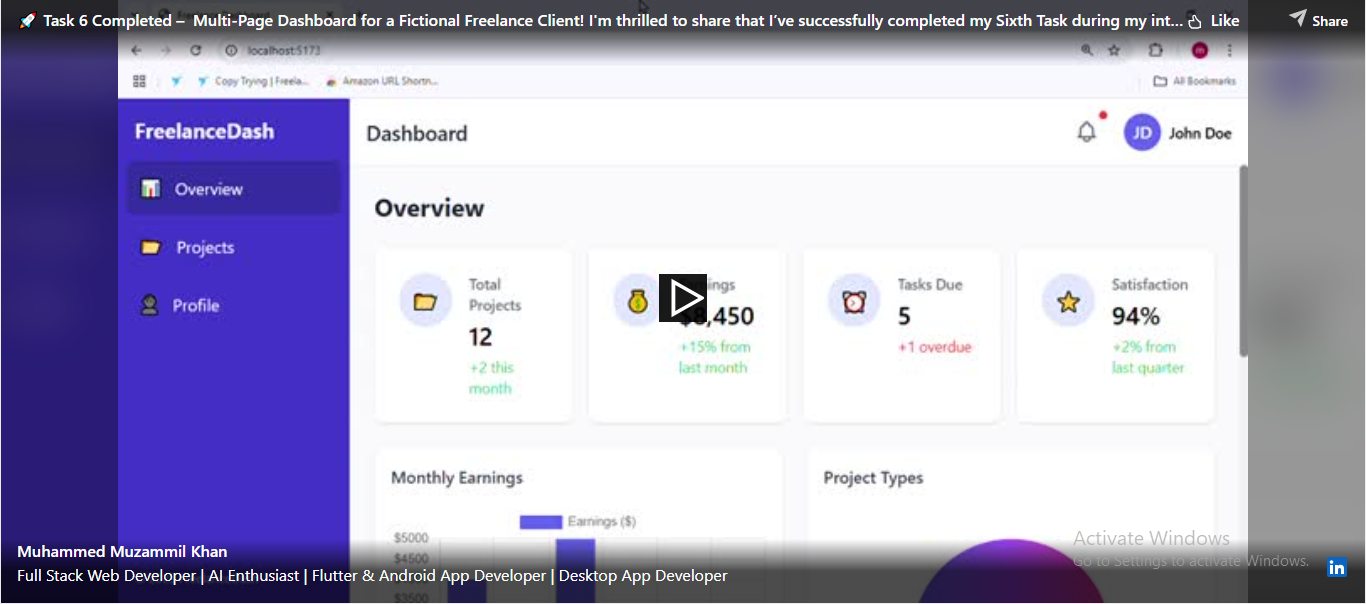 🚀 Task 6 Completed – Multi-Page Dashboard for a Fictional Freelance Client! I'm thrilled to share that I've successfully completed my Sixth Task during my int...
Like
Share
localhost:5173
Copy Trying | Freela...
Amazon URL Shortn...
All Bookmarks
FreelanceDash
Dashboard
JD
John Doe
Overview
Projects
Profile
Overview
Total
Projects
12
+2 this
month
$8,450
+15% from
last month
Tasks Due
5
+1 overdue
Satisfaction
94%
+2% from
last quarter
Monthly Earnings
Earnings ($)
$5000
$4500
$3500
Project Types
Activate Windows
Go to Settings to activate Windows.
Muhammed Muzammil Khan
Full Stack Web Developer | AI Enthusiast | Flutter & Android App Developer | Desktop App Developer
in